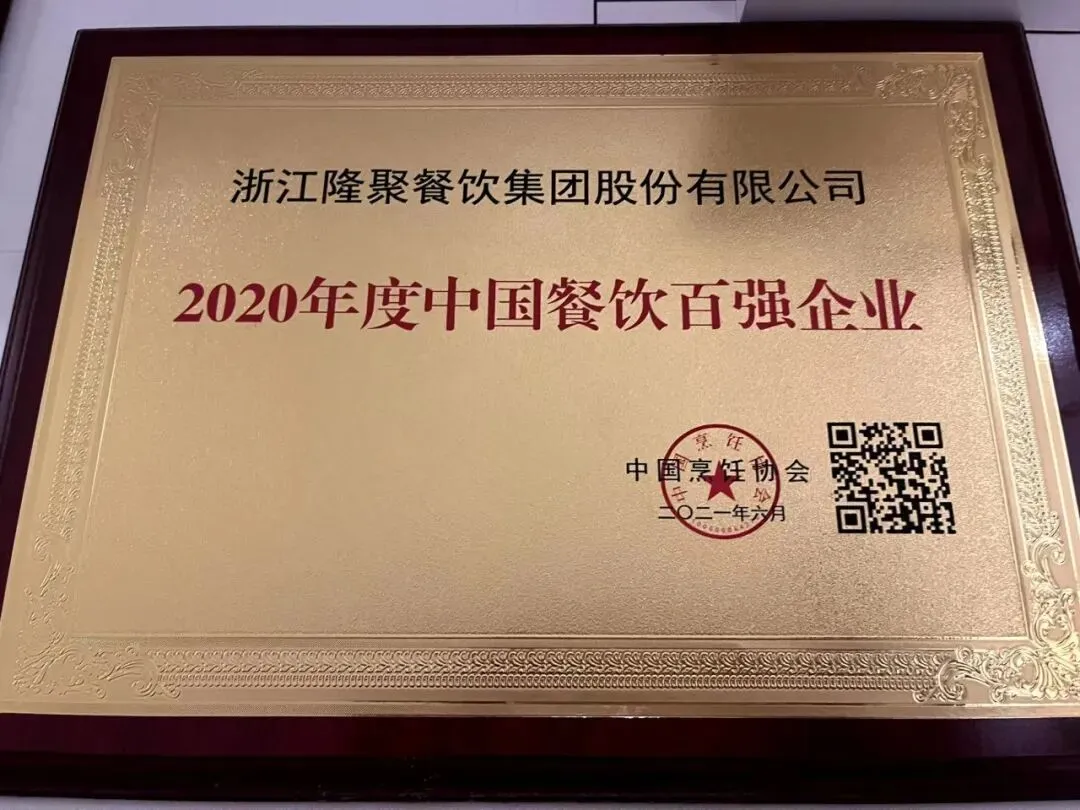 浙江隆聚餐饮集团股份有限公司
2020年度中国餐饮百强企业
中国烹饪协会
二〇二一年六月